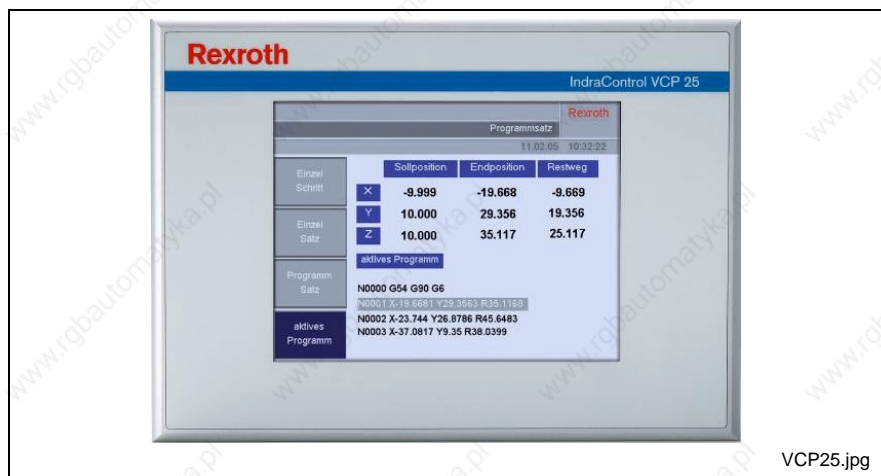 Rexroth
IndraControl VCP 25
Rexroth
Programmsatz
11.02.05 10:32:22
Einzel
Schritt
Einzel
Satz
Programm
Satz
aktives
Programm
Sollposition Endposition Restweg
X -9.999 -19.668 -9.669
Y 10.000 29.356 19.356
Z 10.000 35.117 25.117
aktives Programm
N0000 G54 G90 G6
N0001 X-19.6681 Y29.3563 R35.1168
N0002 X-23.744 Y26.8786 R45.6483
N0003 X-37.0817 Y9.35 R38.0399
VCP25.jpg
www.rgbautomatyka.pl